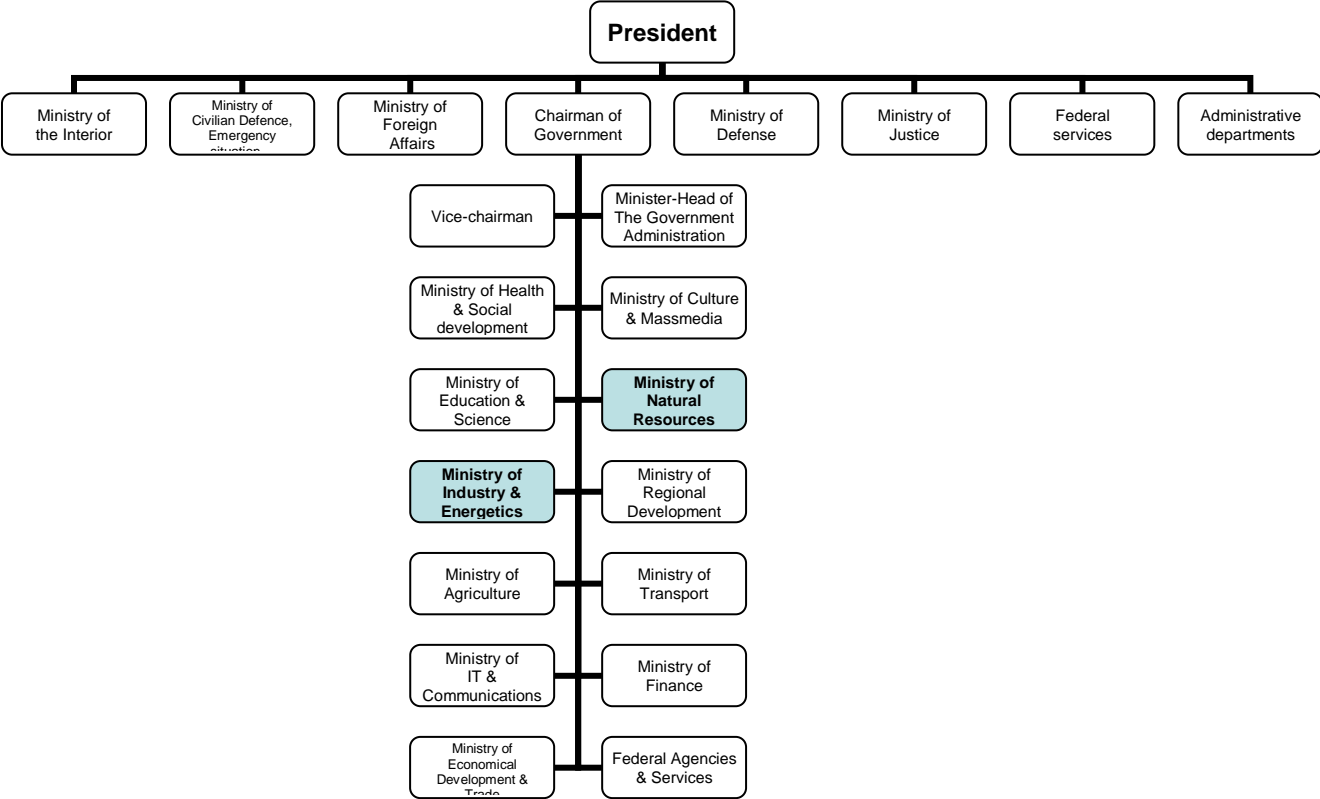 President
Ministry of
the Interior
Ministry of
Civilian Defence,
Emergency
situation
Ministry of
Foreign
Affairs
Chairman of
Government
Ministry of
Defense
Ministry of
Justice
Federal
services
Administrative
departments
Vice-chairman
Minister-Head of
The Government
Administration
Ministry of Health
& Social
development
Ministry of Culture
& Massmedia
Ministry of
Education &
Science
Ministry of
Natural
Resources
Ministry of
Industry &
Energetics
Ministry of
Regional
Development
Ministry of
Agriculture
Ministry of
Transport
Ministry of
IT &
Communications
Ministry of
Finance
Ministry of
Economical
Development &
Trade
Federal Agencies
& Services